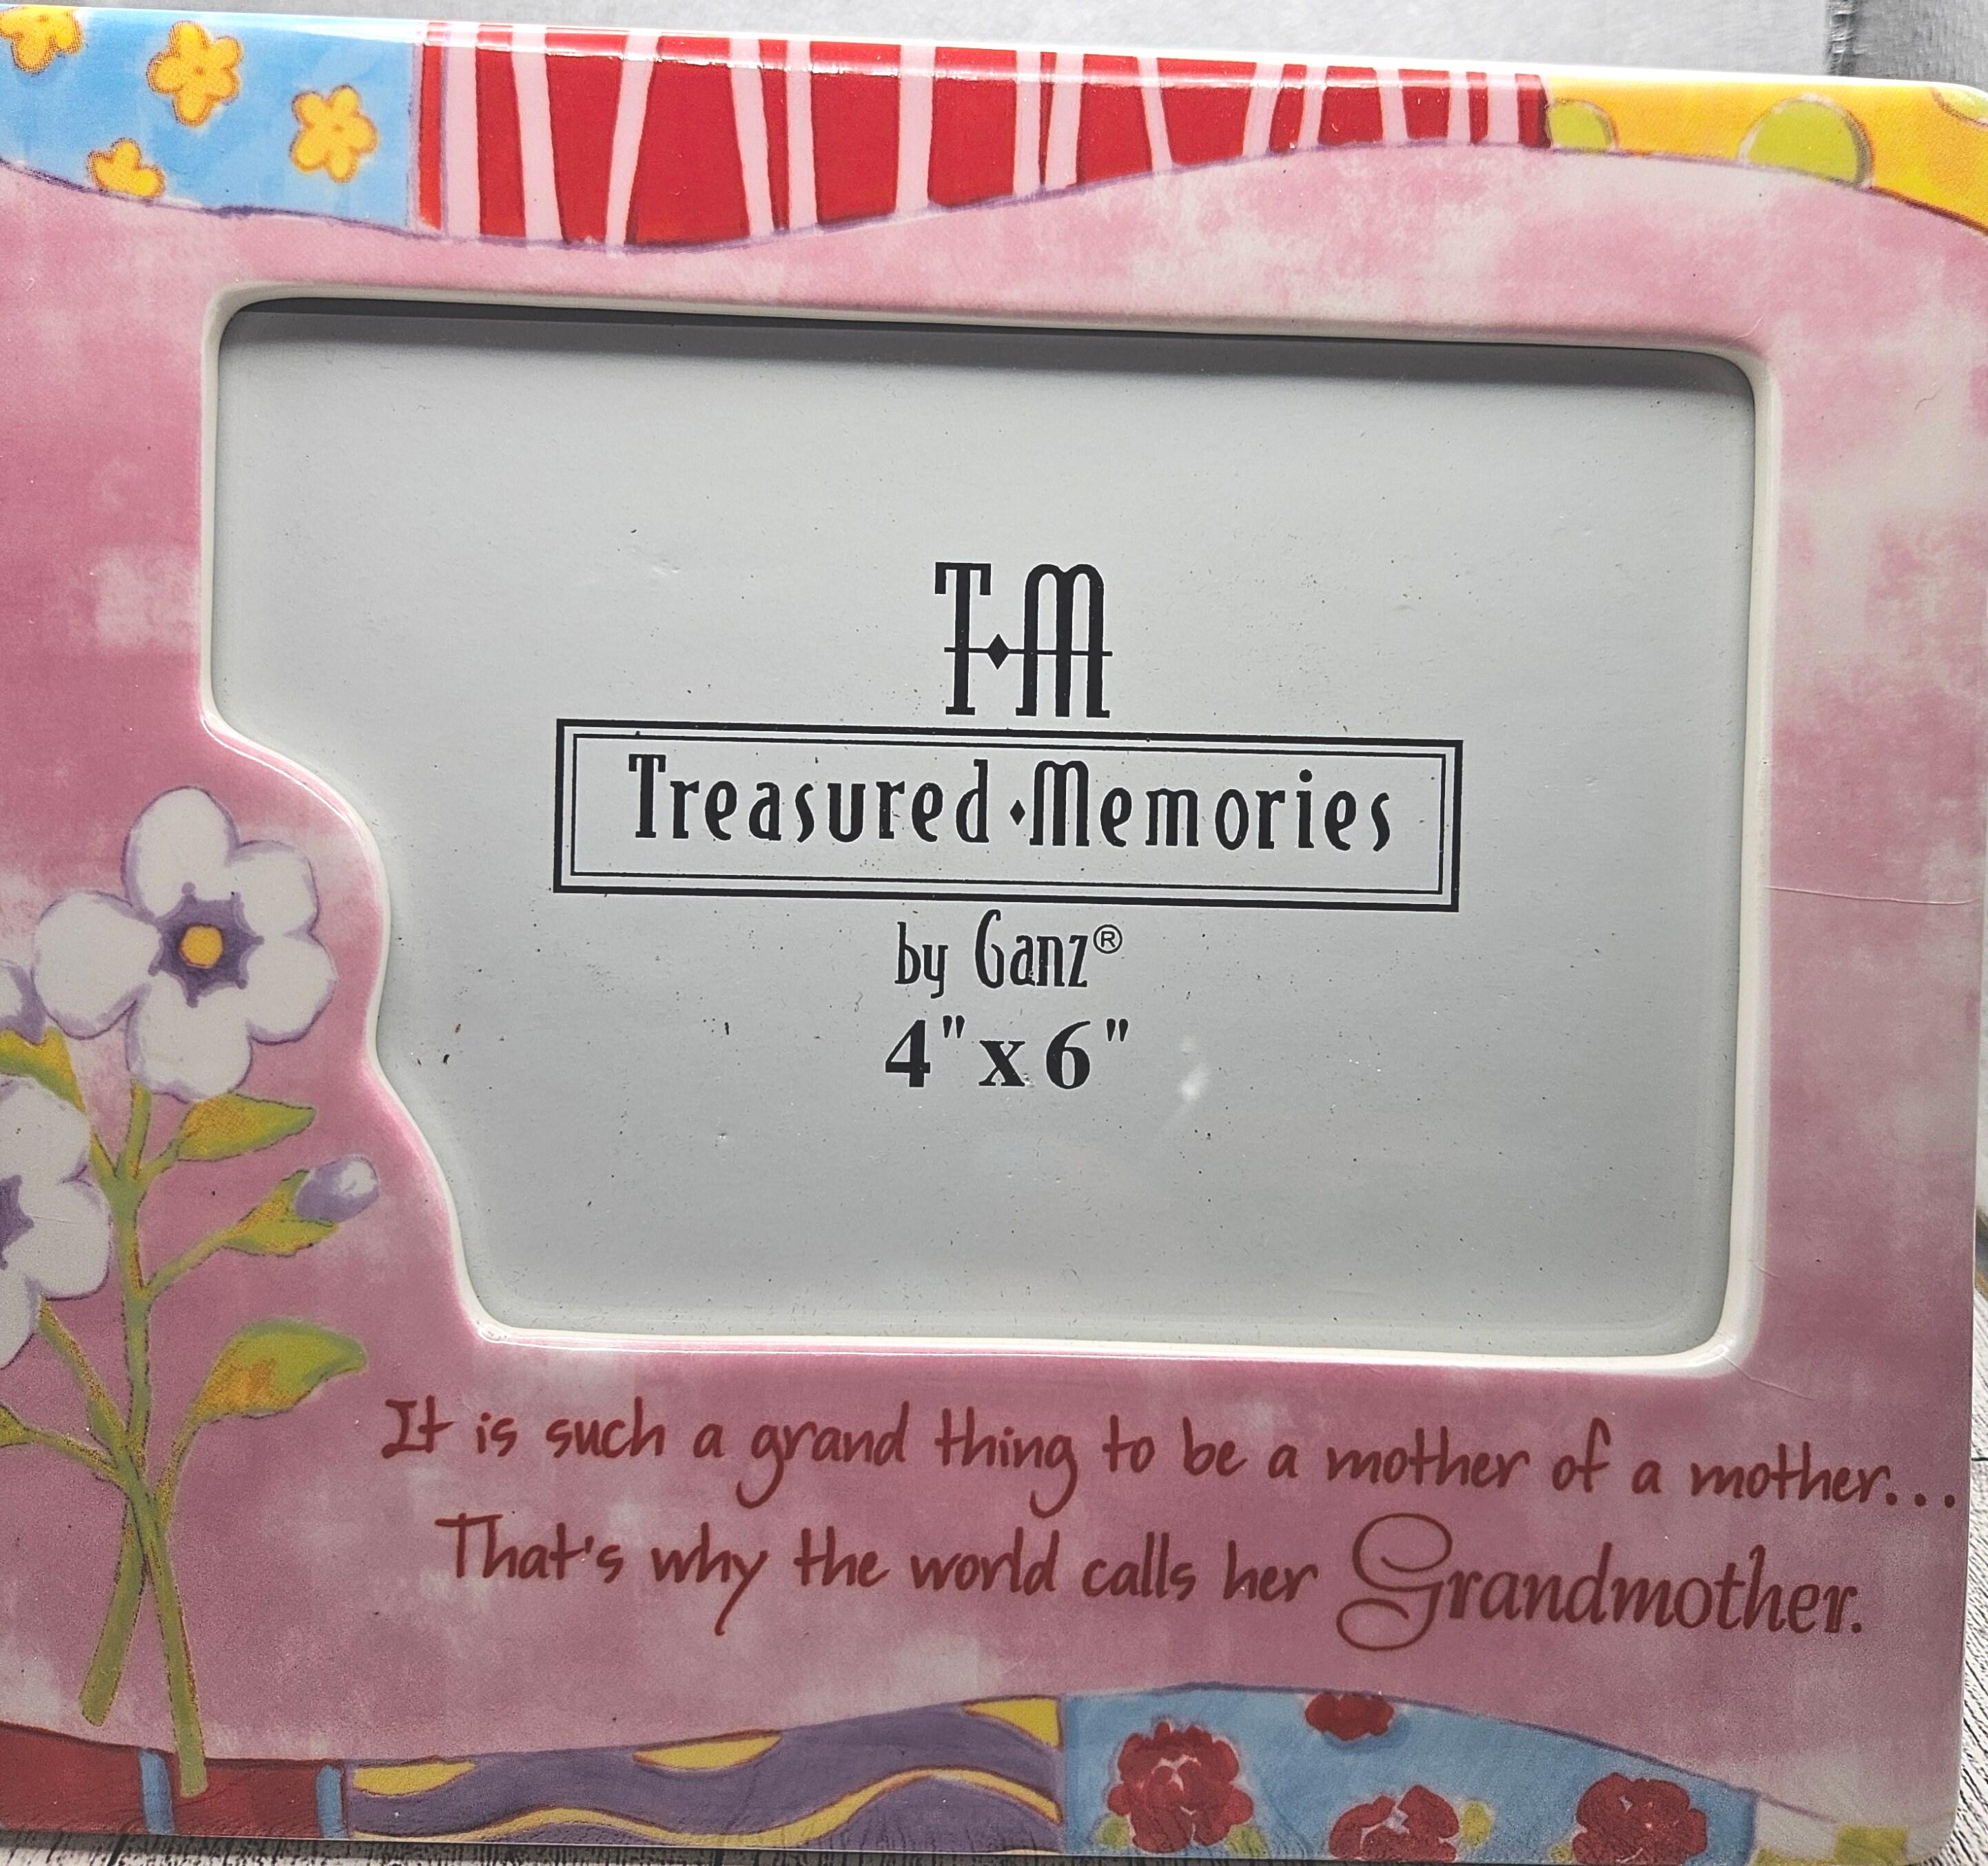 T♦M
Treasured♦Memories
by Ganz®
4" x 6"
It is such a grand thing to be a mother of a mother...
That's why the world calls her Grandmother.